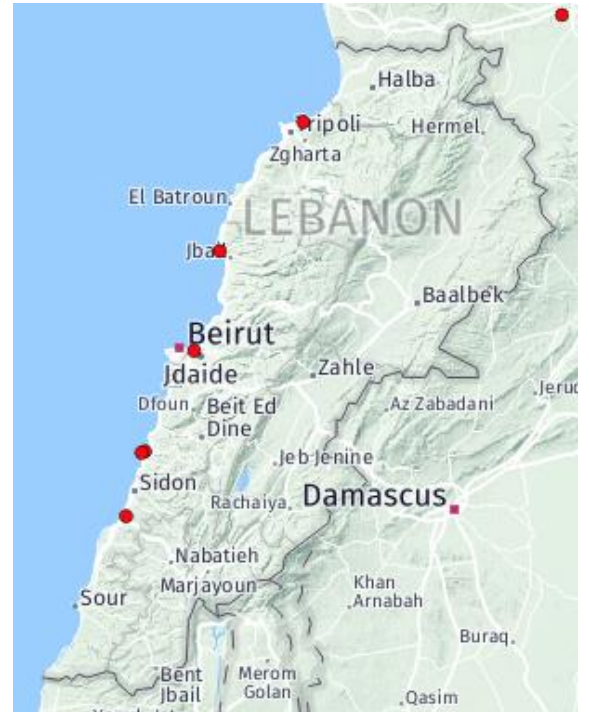 Halba
Tripoli
Hermel
Zgharta
El Batroun
LEBANON
Jbail
Baalbek
Beirut
Jdaide
Zahle
Dfoun
Beit Ed
Dine
Az Zabadani
Jeb Jenine
Sidon
Rachaiya
Damascus
Nabatieh
Marjayoun
Khan
Arnabah
Sour
Buraq
Bent
Jbail
Merom
Golan
Qasim